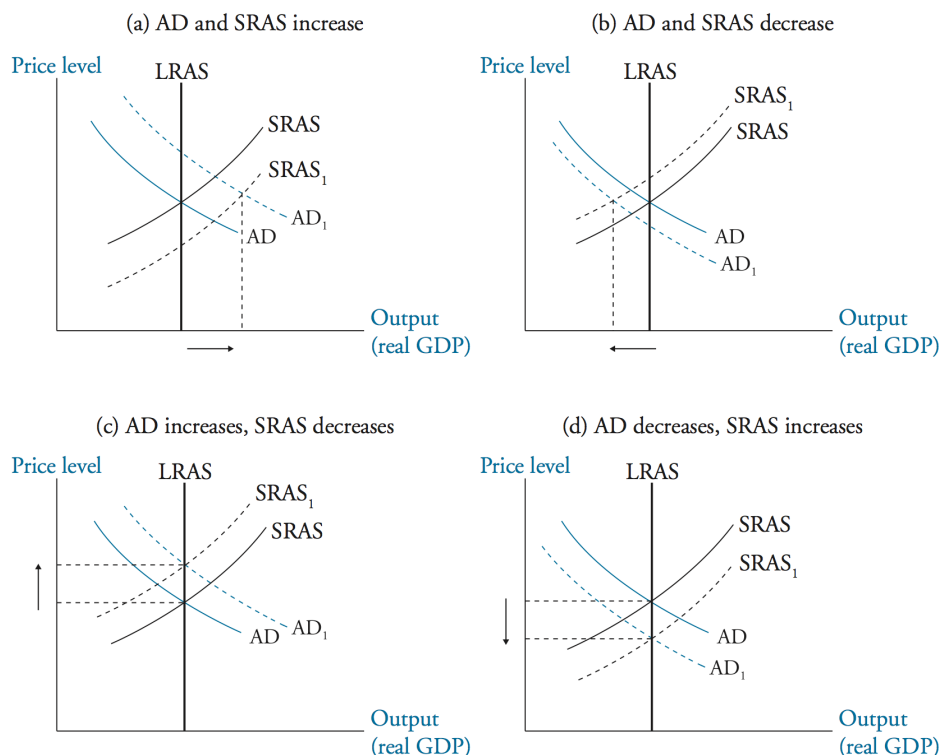 (a) AD and SRAS increase
Price level
LRAS
SRAS
SRAS₁
AD₁
AD
Output
(real GDP)
(b) AD and SRAS decrease
Price level
LRAS
SRAS₁
SRAS
AD
AD₁
Output
(real GDP)
(c) AD increases, SRAS decreases
Price level
LRAS
SRAS₁
SRAS
AD₁
AD
Output
(real GDP)
(d) AD decreases, SRAS increases
Price level
LRAS
SRAS
SRAS₁
AD
AD₁
Output
(real GDP)